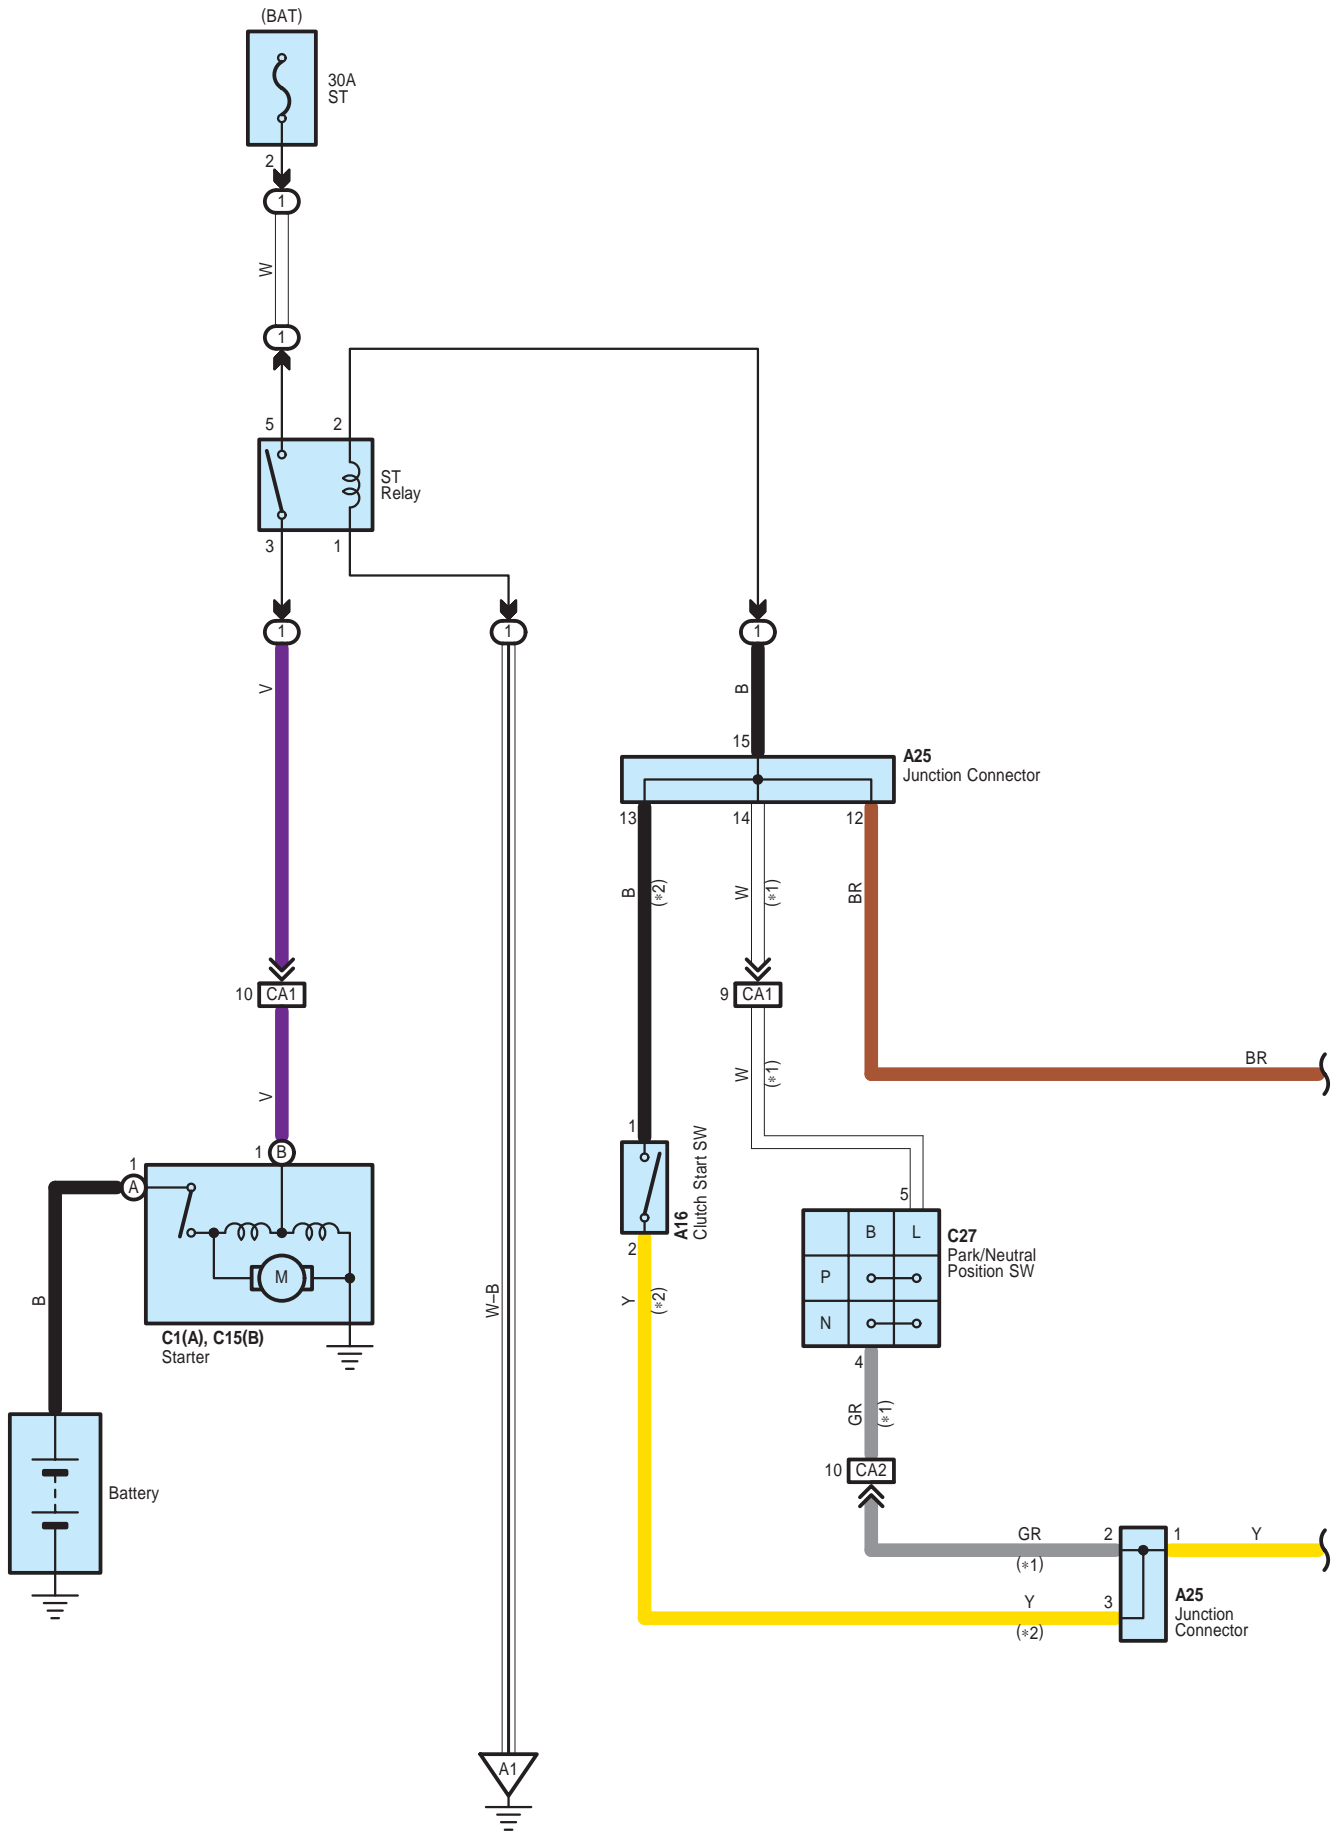 (BAT)
30A
ST
2
1
W
1
5
2
ST
Relay
3
1
1
1
1
V
B
15
A25
Junction Connector
13
14
12
B
(*2)
W
(*1)
BR
10
CA1
9
CA1
BR
W
(*1)
V
1
Clutch Start SW
A16
2
1
B
1
A
M
C1(A), C15(B)
Starter
B
Battery
W–B
Y
(*2)
5
B
L
P
N
C27
Park/Neutral
Position SW
4
GR
(*1)
10
CA2
GR
(*1)
2
1
Y
Y
(*2)
3
A25
Junction
Connector
A1